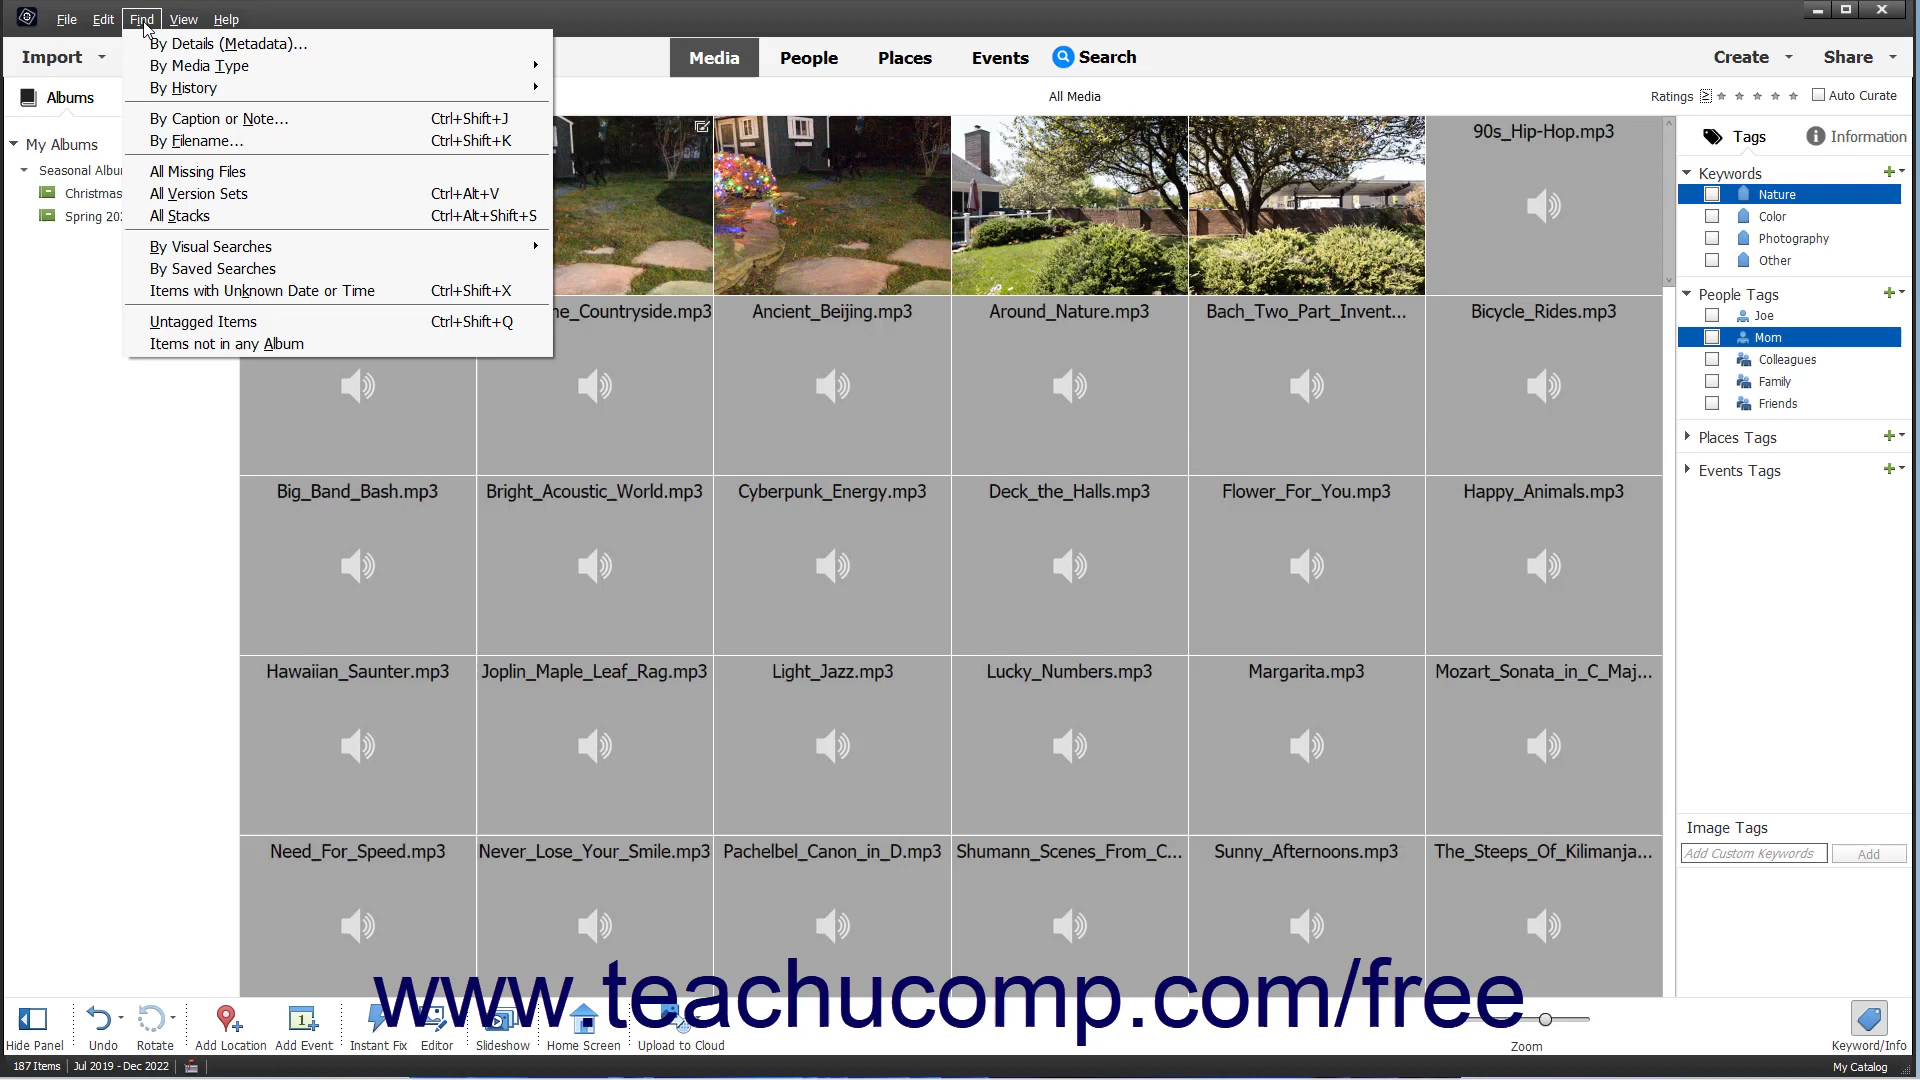 File Edit Find View Help
Import
Media People Places Events Search
Create Share
By Details (Metadata)...
By Media Type
By History
By Caption or Note... Ctrl+Shift+J
By Filename... Ctrl+Shift+K
All Missing Files
All Version Sets Ctrl+Alt+V
All Stacks Ctrl+Alt+Shift+S
By Visual Searches
By Saved Searches
Items with Unknown Date or Time Ctrl+Shift+X
Untagged Items Ctrl+Shift+Q
Items not in any Album
Albums
My Albums
Seasonal Albu
Christmas
Spring 20
All Media
Ratings Auto Curate
90s_Hip-Hop.mp3
ne_Countryside.mp3 Ancient_Beijing.mp3 Around_Nature.mp3 Bach_Two_Part_Invent... Bicycle_Rides.mp3
Big_Band_Bash.mp3 Bright_Acoustic_World.mp3 Cyberpunk_Energy.mp3 Deck_the_Halls.mp3 Flower_For_You.mp3 Happy_Animals.mp3
Hawaiian_Saunter.mp3 Joplin_Maple_Leaf_Rag.mp3 Light_Jazz.mp3 Lucky_Numbers.mp3 Margarita.mp3 Mozart_Sonata_in_C_Maj...
Need_For_Speed.mp3 Never_Lose_Your_Smile.mp3 Pachelbel_Canon_in_D.mp3 Shumann_Scenes_From_C... Sunny_Afternoons.mp3 The_Steeps_Of_Kilimanja...
Tags Information
Keywords
Nature
Color
Photography
Other
People Tags
Joe
Mom
Colleagues
Family
Friends
Places Tags
Events Tags
Image Tags
Add Custom Keywords Add
www.teachucomp.com/free
Hide Panel Undo Rotate Add Location Add Event Instant Fix Editor Slideshow Home Screen Upload to Cloud Zoom Keyword/Info
187 Items Jul 2019 - Dec 2022 My Catalog